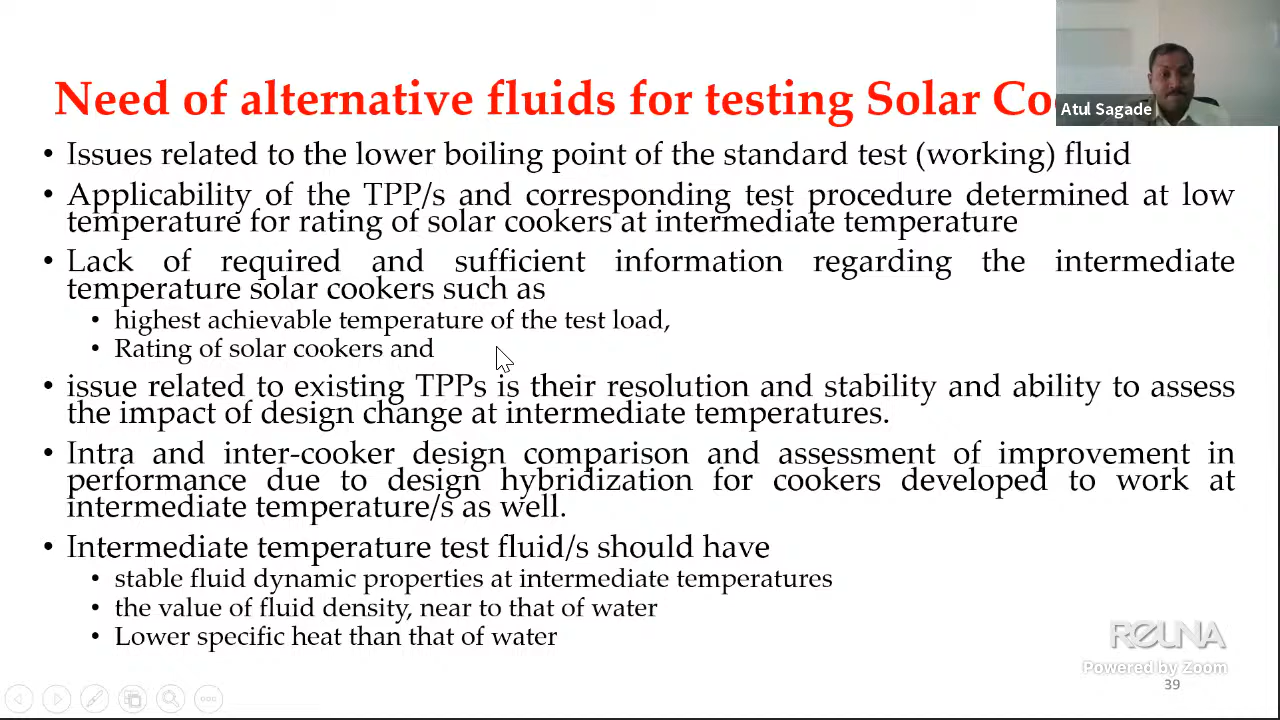 Need of alternative fluids for testing Solar Co
Atul Sagade
• Issues related to the lower boiling point of the standard test (working) fluid
• Applicability of the TPP/s and corresponding test procedure determined at low
temperature for rating of solar cookers at intermediate temperature
• Lack of required and sufficient information regarding the intermediate
temperature solar cookers such as
• highest achievable temperature of the test load,
• Rating of solar cookers and
• issue related to existing TPPs is their resolution and stability and ability to assess
the impact of design change at intermediate temperatures.
• Intra and inter-cooker design comparison and assessment of improvement in
performance due to design hybridization for cookers developed to work at
intermediate temperature/s as well.
• Intermediate temperature test fluid/s should have
• stable fluid dynamic properties at intermediate temperatures
• the value of fluid density, near to that of water
• Lower specific heat than that of water
Powered by Zoom
39